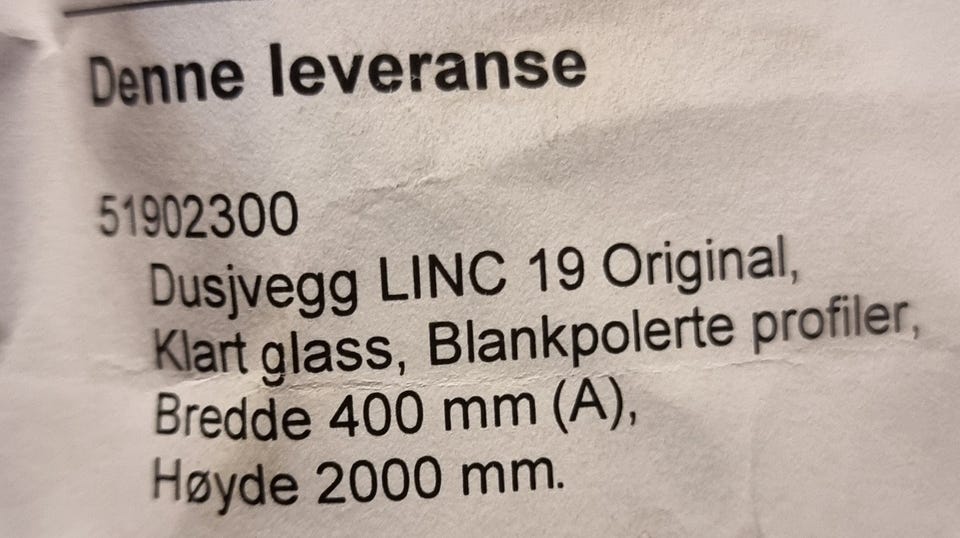 Denne leveranse
51902300
Dusjvegg LINC 19 Original,
Klart glass, Blankpolerte profiler,
Bredde 400 mm (A),
Høyde 2000 mm.